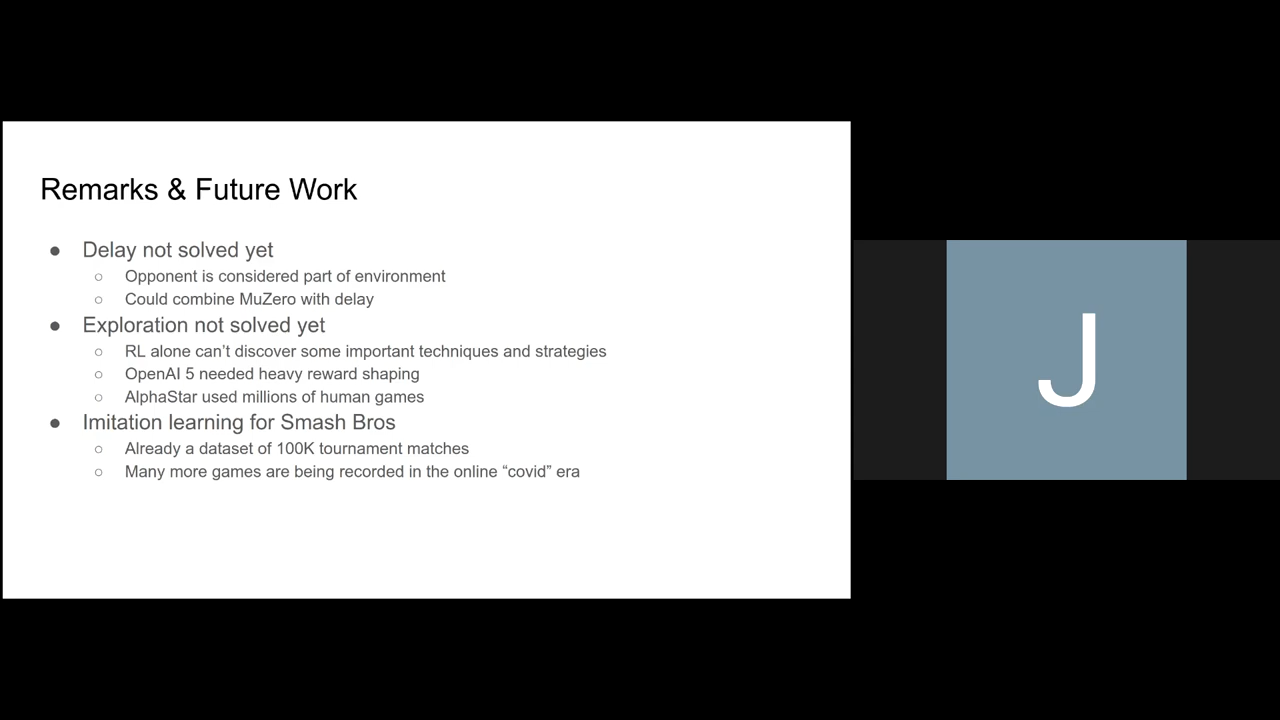 Remarks & Future Work
● Delay not solved yet
○ Opponent is considered part of environment
○ Could combine MuZero with delay
● Exploration not solved yet
○ RL alone can’t discover some important techniques and strategies
○ OpenAI 5 needed heavy reward shaping
○ AlphaStar used millions of human games
● Imitation learning for Smash Bros
○ Already a dataset of 100K tournament matches
○ Many more games are being recorded in the online “covid” era
J